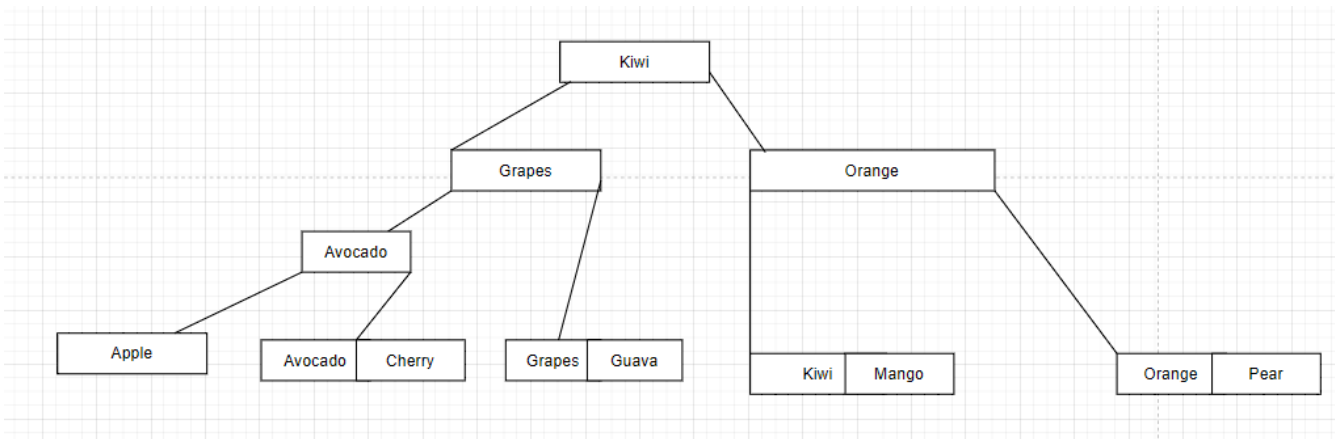 Kiwi
Grapes
Orange
Avocado
Apple
Avocado Cherry
Grapes Guava
Kiwi Mango
Orange Pear